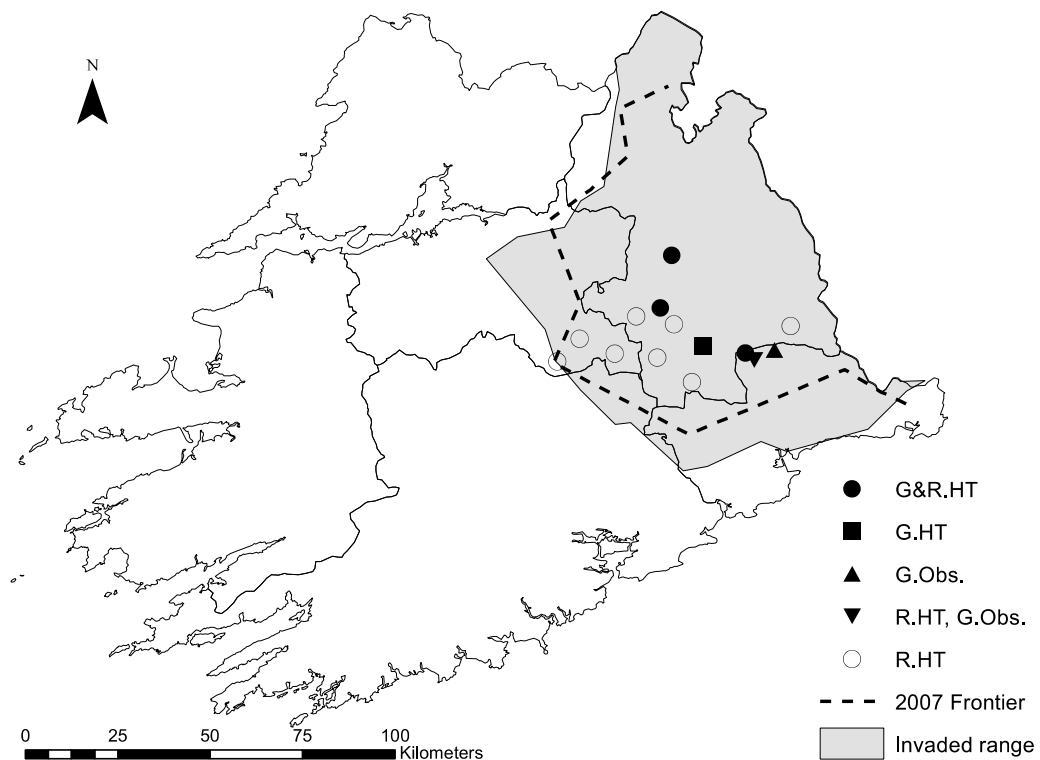 N
G&R.HT
G.HT
G.Obs.
R.HT, G.Obs.
R.HT
2007 Frontier
Invaded range
0 25 50 75 100
Kilometers